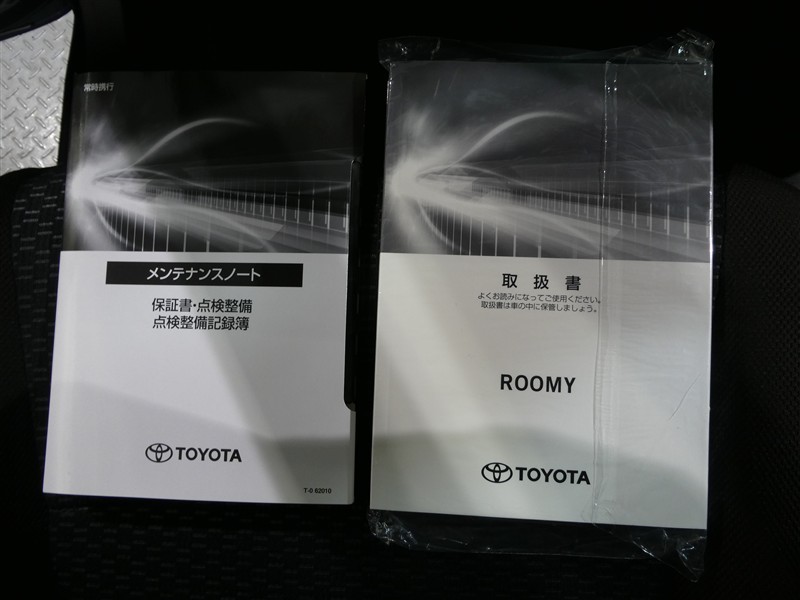 常時携行
メンテナンスノート
保証書・点検整備
点検整備記録簿
TOYOTA
T-0 62010
取扱書
よくお読みになってご使用ください。
取扱書は車の中に保管しましょう。
ROOMY
TOYOTA